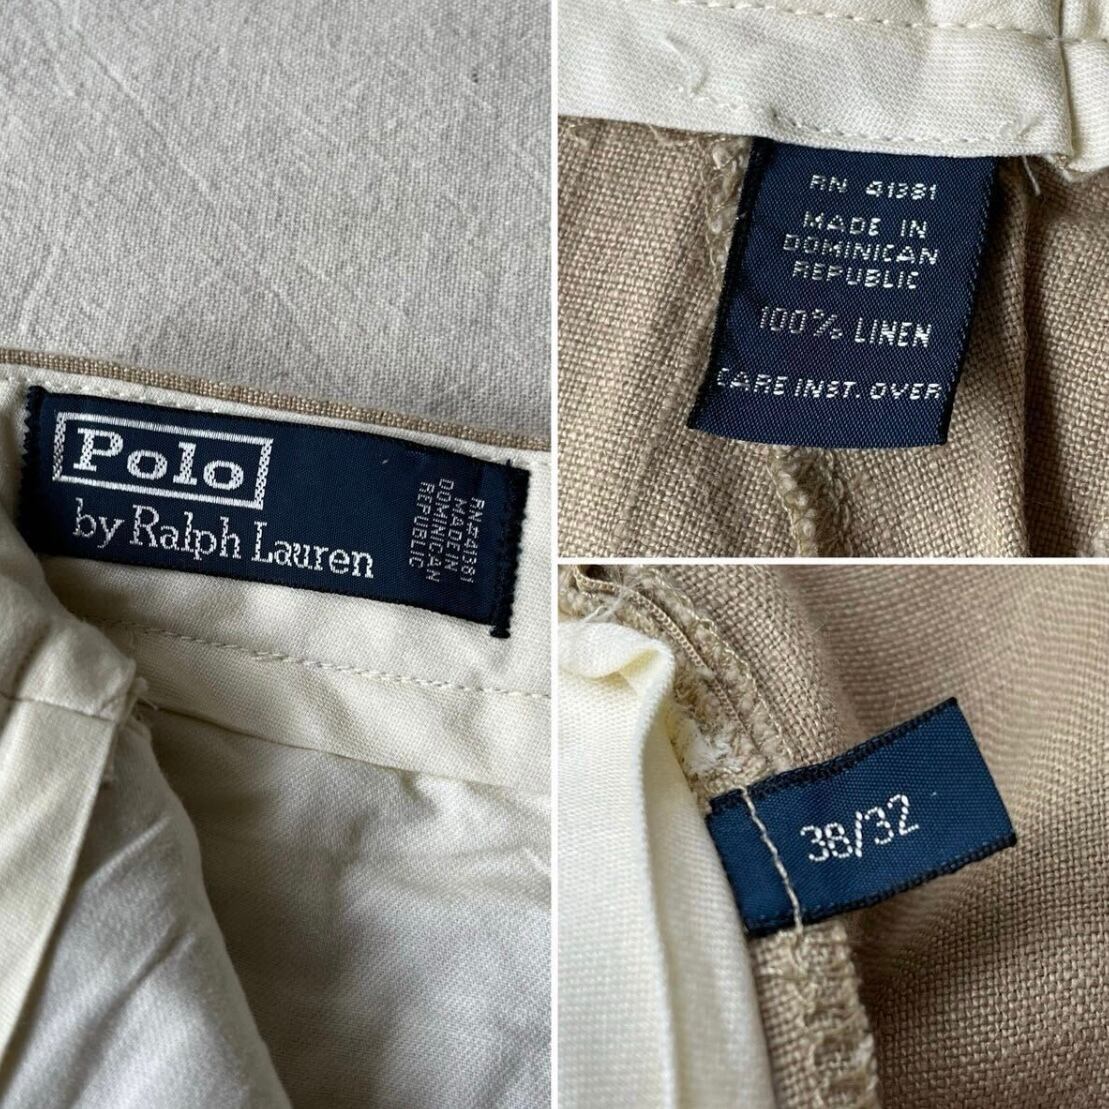 Polo
by Ralph Lauren
RN#41381
MADE IN
DOMINICAN
REPUBLIC
RN 41381
MADE IN
DOMINICAN
REPUBLIC
100% LINEN
CARE INST. OVER
38/32